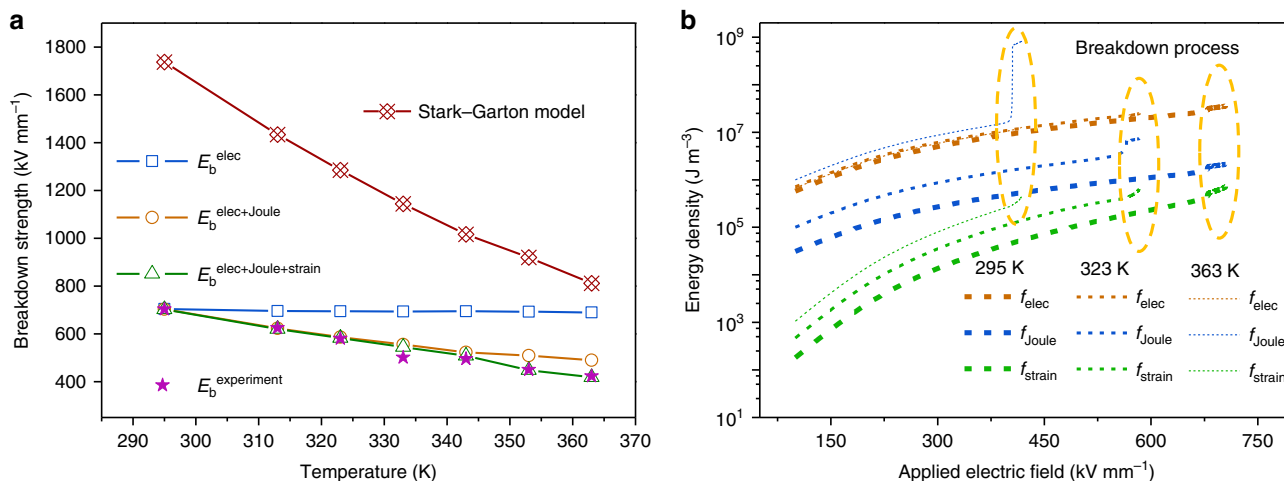 a
1800
1600
1400
1200
1000
800
600
400
Breakdown strength (kV mm⁻¹)
Stark–Garton model
E_b^elec
E_b^elec+Joule
E_b^elec+Joule+strain
E_b^experiment
290 300 310 320 330 340 350 360 370
Temperature (K)
b
10⁹
10⁷
10⁵
10³
10¹
Energy density (J m⁻³)
Breakdown process
295 K 323 K 363 K
f_elec f_elec f_elec
f_Joule f_Joule f_Joule
f_strain f_strain f_strain
150 300 450 600 750
Applied electric field (kV mm⁻¹)